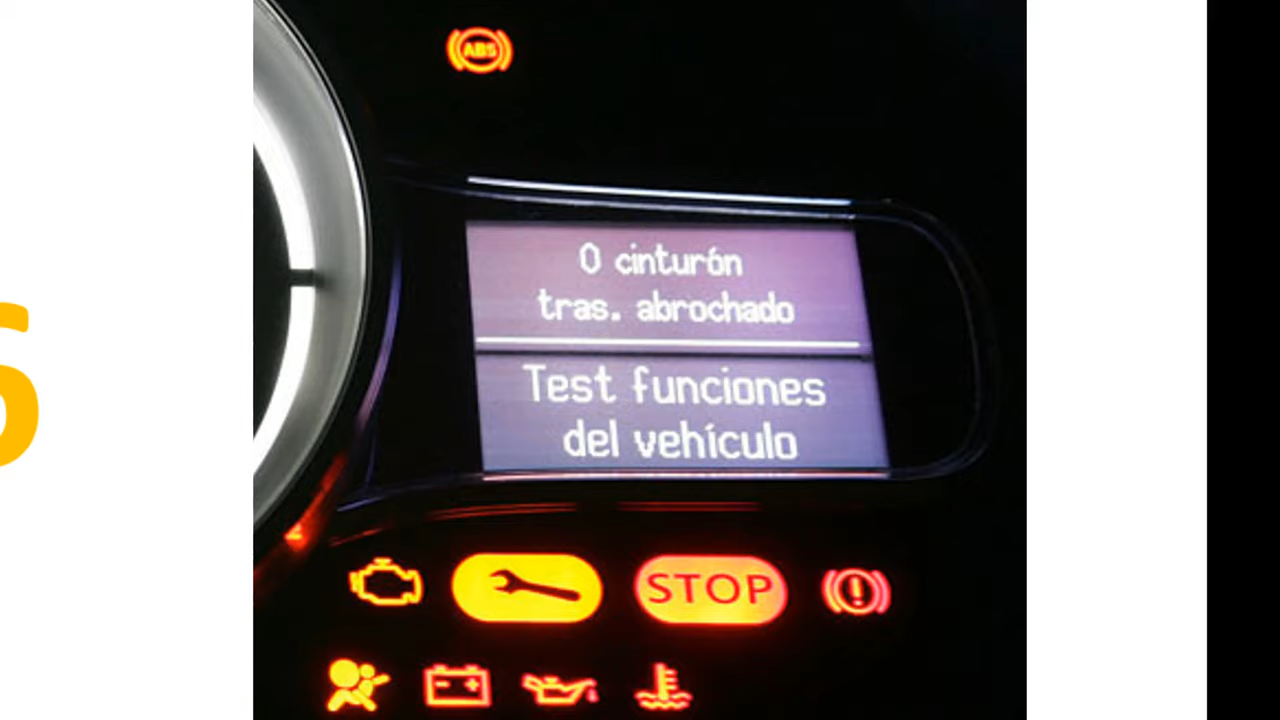 ABS
0 cinturón
tras. abrochado
Test funciones
del vehículo
STOP